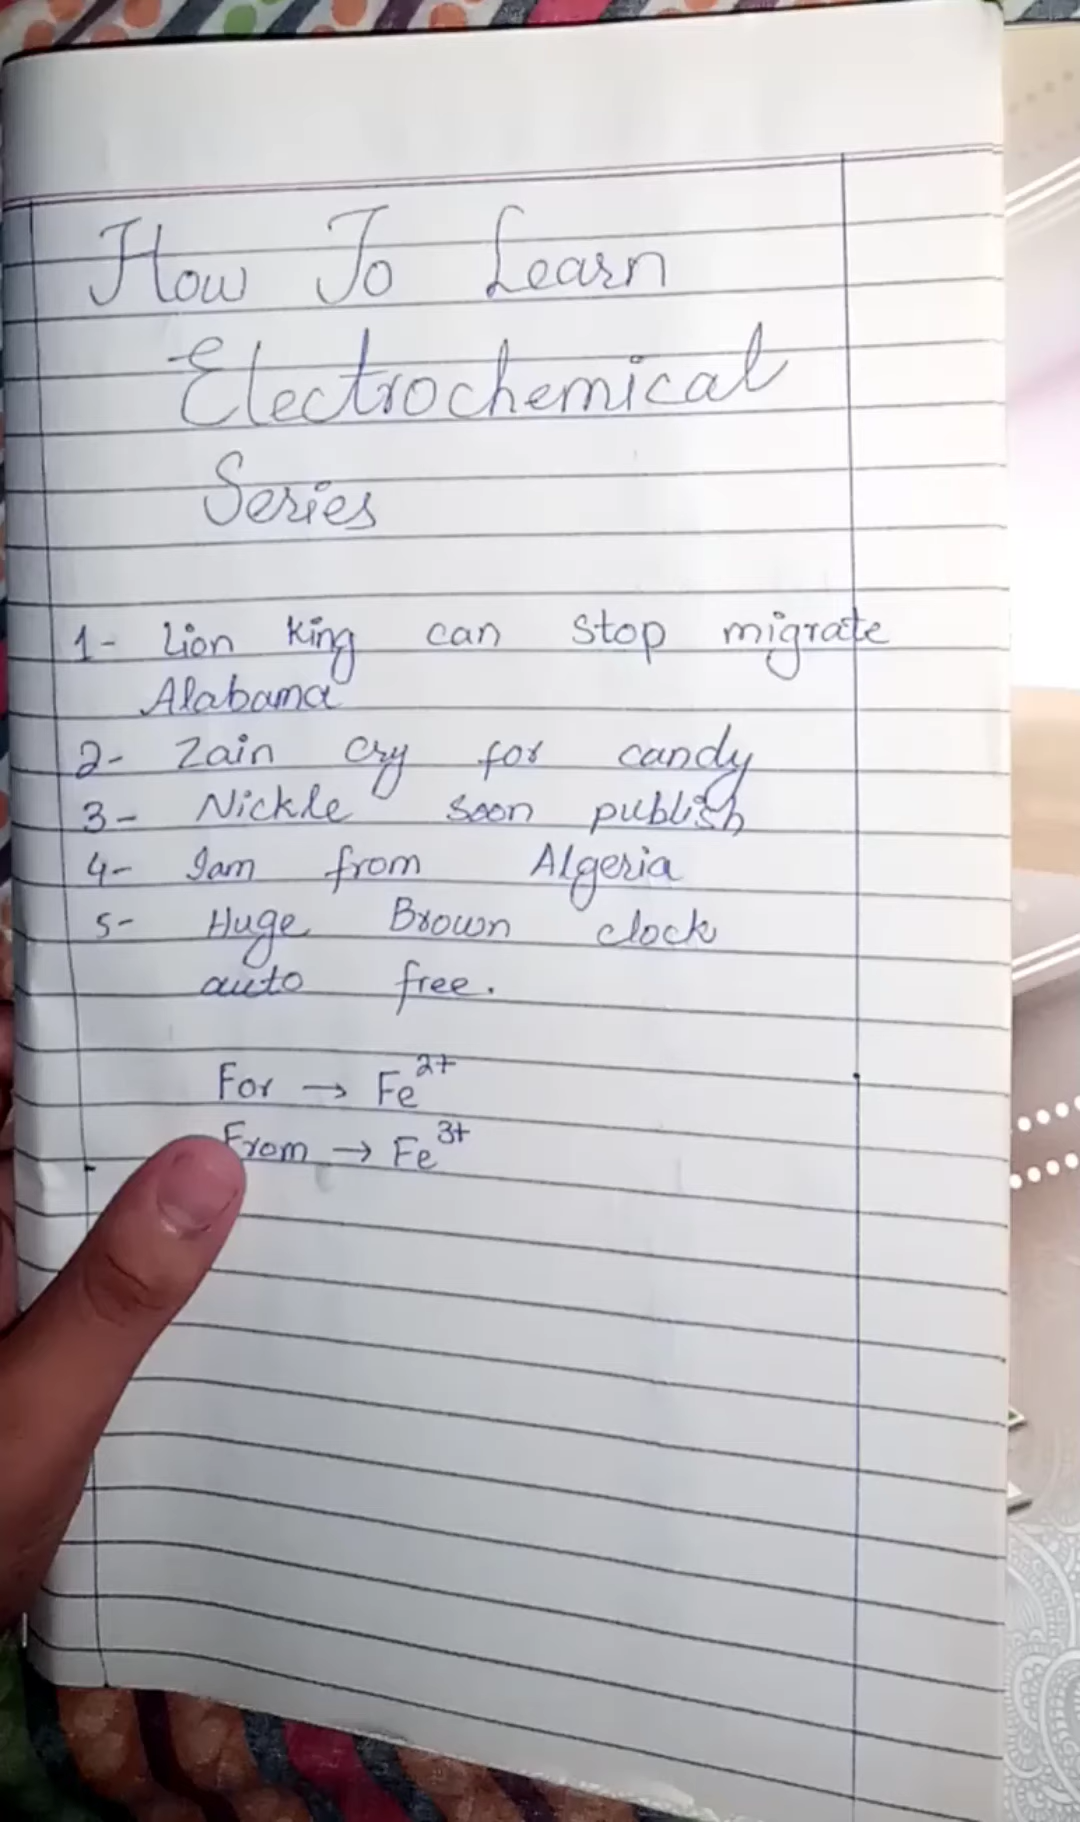 How To Learn
Electrochemical
Series
1- Lion king can stop migrate
Alabama
2- Zain cry for candy
3- Nickle soon publish
4- Iam from Algeria
5- Huge Brown clock
auto free.
For → Fe²⁺
From → Fe³⁺